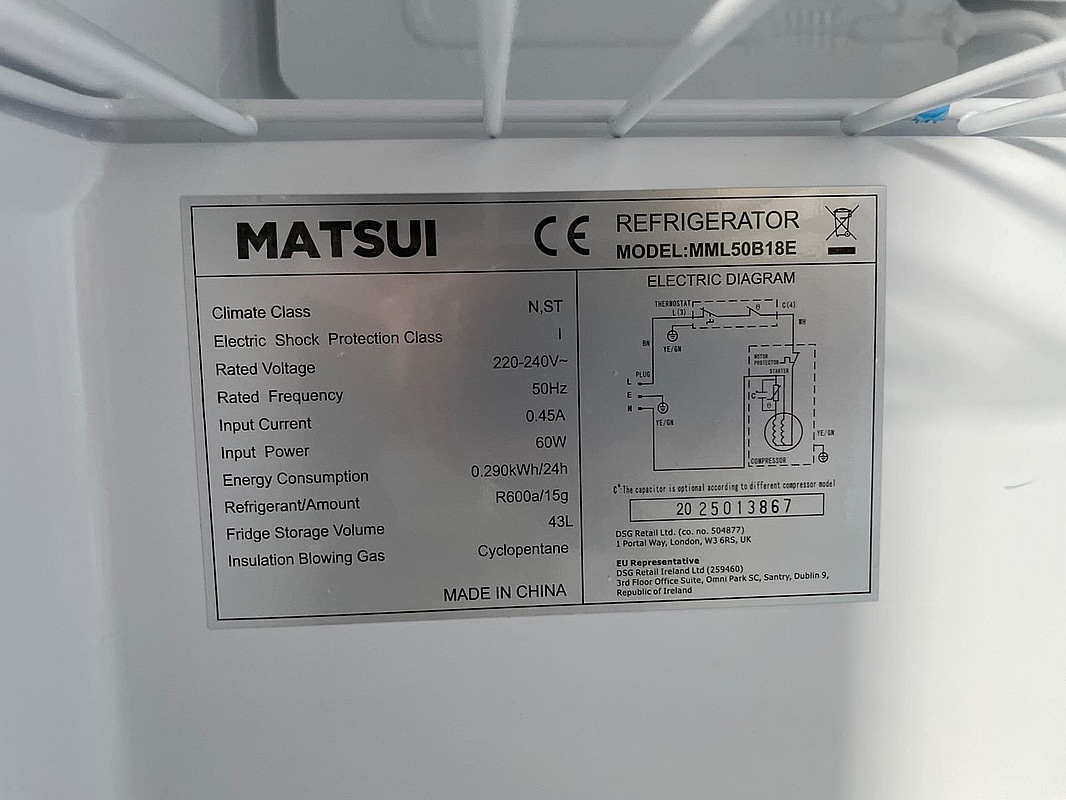 MATSUI CE REFRIGERATOR
MODEL:MML50B18E
Climate Class N,ST
Electric Shock Protection Class I
Rated Voltage 220-240V~
Rated Frequency 50Hz
Input Current 0.45A
Input Power 60W
Energy Consumption 0.290kWh/24h
Refrigerant/Amount R600a/15g
Fridge Storage Volume 43L
Insulation Blowing Gas Cyclopentane
MADE IN CHINA
ELECTRIC DIAGRAM
THERMOSTAT
L(3) θ C(4)
YE/GN
WH
BN
MOTOR
PROTECTOR
STARTER
PLUG
L
E
N
YE/GN
C*
θ
YE/GN
COMPRESSOR
C*:The capacitor is optional according to different compressor model
20 25013867
DSG Retail Ltd. (co. no. 504877)
1 Portal Way, London, W3 6RS, UK
EU Representative
DSG Retail Ireland Ltd (259460)
3rd Floor Office Suite, Omni Park SC, Santry, Dublin 9,
Republic of Ireland